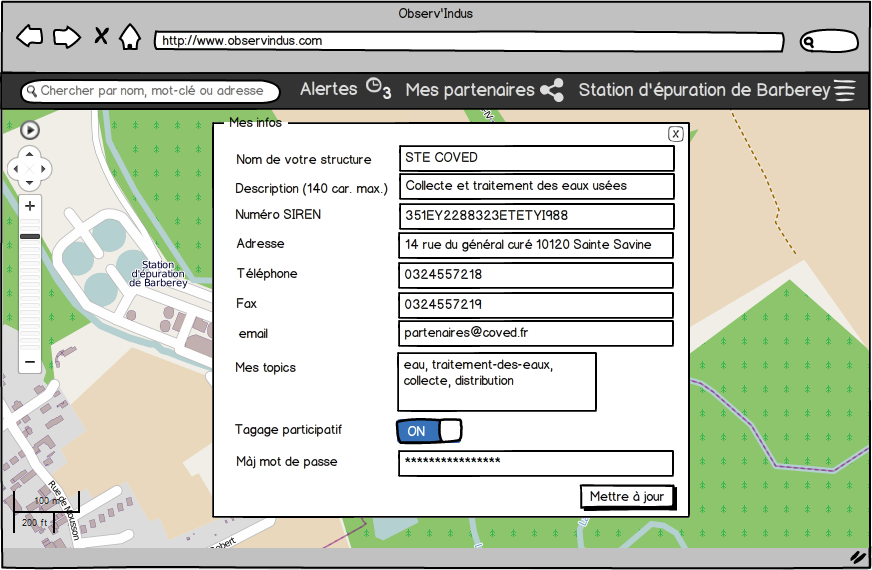 Observ'Indus
http://www.observindus.com
Chercher par nom, mot-clé ou adresse
Alertes 3
Mes partenaires
Station d'épuration de Barberey
Mes infos
X
Nom de votre structure
STE COVED
Description (140 car. max.)
Collecte et traitement des eaux usées
Numéro SIREN
351EY2288323ETETYI988
Adresse
14 rue du général curé 10120 Sainte Savine
Téléphone
0324557218
Fax
0324557219
email
partenaires@coved.fr
Mes topics
eau, traitement-des-eaux,
collecte, distribution
Tagage participatif
ON
Màj mot de passe
****************
Mettre à jour
Station
d'épuration
de Barberey
100 m
200 ft
Rue de Mousson